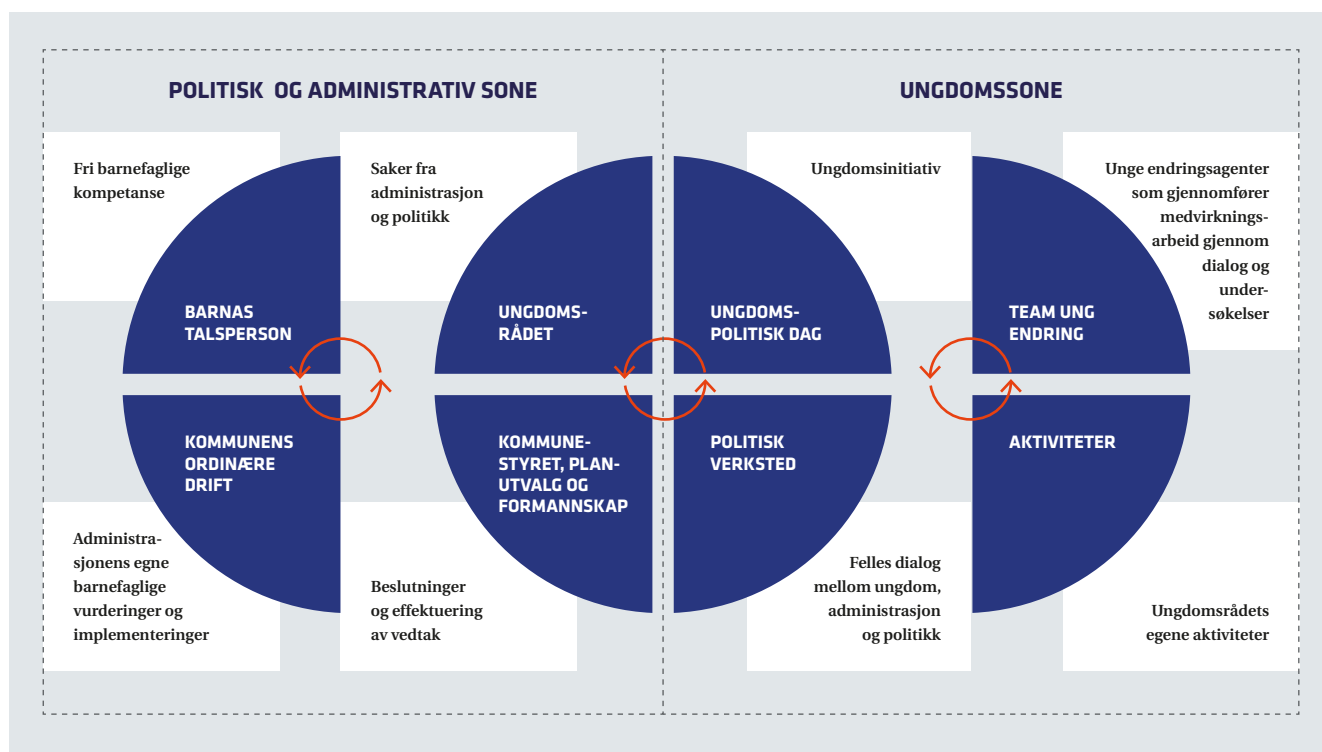 POLITISK OG ADMINISTRATIV SONE
UNGDOMSSONE
Fri barnefaglige
kompetanse
Saker fra
administrasjon
og politikk
Ungdomsinitiativ
Unge endringsagenter
som gjennomfører
medvirknings-
arbeid gjennom
dialog og
under-
søkelser
BARNAS
TALSPERSON
UNGDOMS-
RÅDET
UNGDOMS-
POLITISK DAG
TEAM UNG
ENDRING
KOMMUNENS
ORDINÆRE
DRIFT
KOMMUNE-
STYRET, PLAN-
UTVALG OG
FORMANNSKAP
POLITISK
VERKSTED
AKTIVITETER
Administra-
sjonens egne
barnefaglige
vurderinger og
implementeringer
Beslutninger
og effektuering
av vedtak
Felles dialog
mellom ungdom,
administrasjon
og politikk
Ungdomsrådets
egene aktiviteter